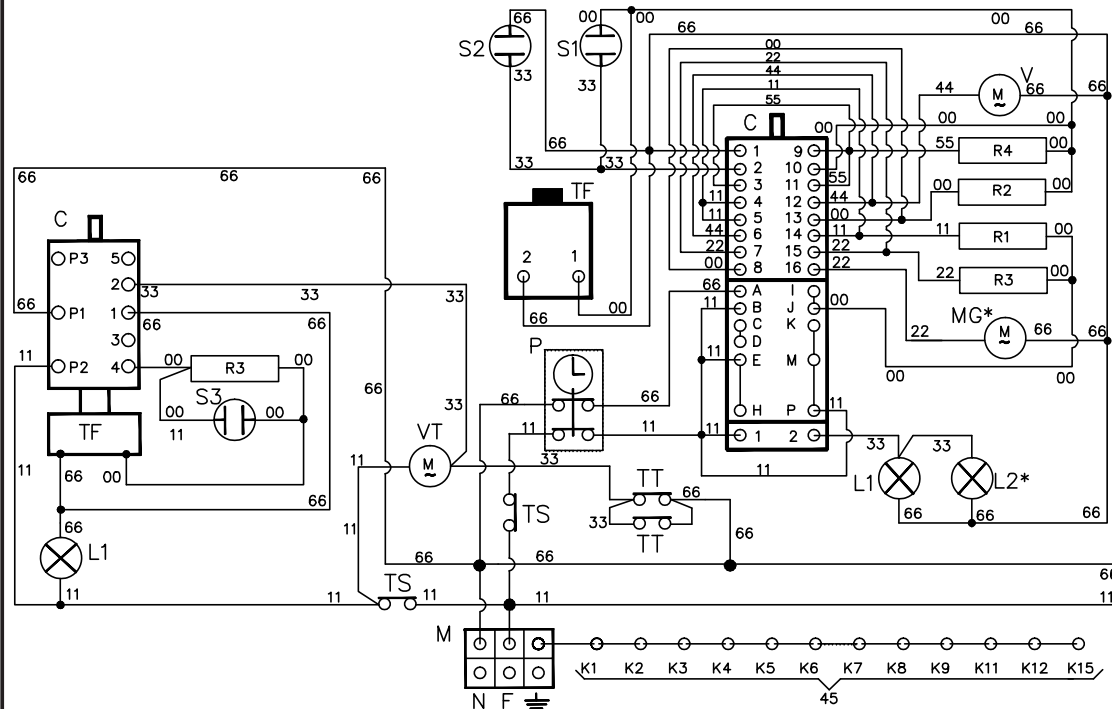 66 00 00 00
66 66
S2 S1
00
33 33 22
44 V
44 M 66 66
11
55
C 00 00 00
66 1 9 55 R4 00
33 33 2 10
66 66 66 3 11 55
TF 11 4 12 44 00 R2 00
C 11 5 13 00
44 6 14 11 11 R1 00
2 1 22 7 15 22
P3 5 00 8 16 22 22 R3 00
2 33 33 33 66 A I
66 P1 1 66 00 11 B J 00 MG*
66 C K 22 M 66 66
3 P D
11 P2 4 00 R3 00 11 E M
00 00
S3 66 66 66
00 00 33 H P 11
11 VT 11 11 11 1 2 33 33
TF M 33
11 11 11
00 TT 66 L1 L2*
66 TS 33
66 11 TT 66 66 66 66
L1 66 66
TS 66
11 11 11 11 11
M
K1 K2 K3 K4 K5 K6 K7 K8 K9 K11 K12 K15
N F 45